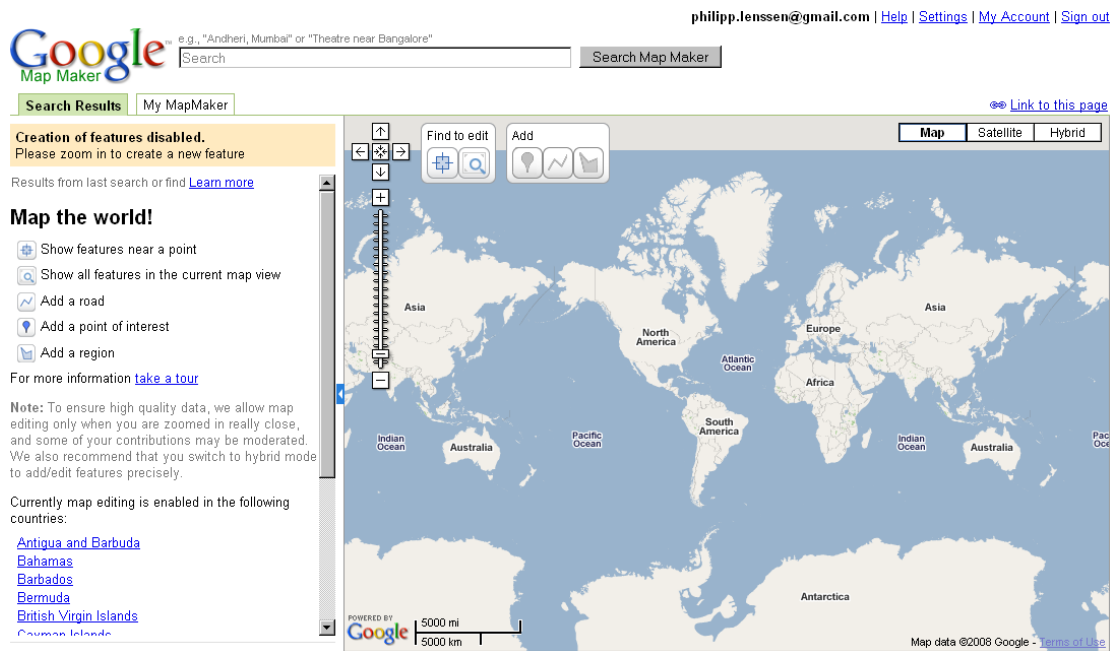 philipp.lenssen@gmail.com | Help | Settings | My Account | Sign out
Google
Map Maker
e.g., "Andheri, Mumbai" or "Theatre near Bangalore"
Search
Search Map Maker
Search Results
My MapMaker
Link to this page
Creation of features disabled.
Please zoom in to create a new feature
Results from last search or find Learn more
Map the world!
Show features near a point
Show all features in the current map view
Add a road
Add a point of interest
Add a region
For more information take a tour
Note: To ensure high quality data, we allow map
editing only when you are zoomed in really close,
and some of your contributions may be moderated.
We also recommend that you switch to hybrid mode
to add/edit features precisely.
Currently map editing is enabled in the following
countries:
Antigua and Barbuda
Bahamas
Barbados
Bermuda
British Virgin Islands
Cayman Islands
Find to edit
Add
Map
Satellite
Hybrid
Asia
North
America
Atlantic
Ocean
Europe
Asia
Africa
South
America
Indian
Ocean
Australia
Pacific
Ocean
Indian
Ocean
Australia
Pac
Oce
Antarctica
POWERED BY
Google
5000 mi
5000 km
Map data ©2008 Google - Terms of Use